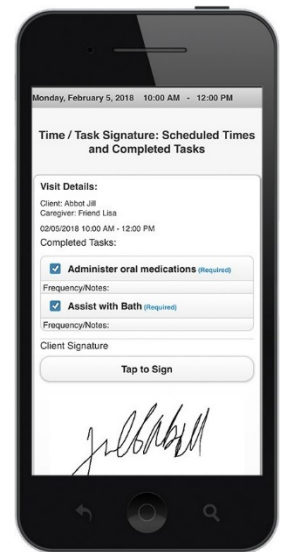 Monday, February 5, 2018 10:00 AM - 12:00 PM
Time / Task Signature: Scheduled Times
and Completed Tasks
Visit Details:
Client: Abbot Jill
Caregiver: Friend Lisa
02/05/2018 10:00 AM - 12:00 PM
Completed Tasks:
Administer oral medications (Required)
Frequency/Notes:
Assist with Bath (Required)
Frequency/Notes:
Client Signature
Tap to Sign